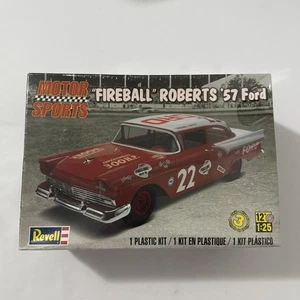 MOTOR SPORTS
"FIREBALL" ROBERTS '57 Ford
22
Revell
3
12+
1:25
1 PLASTIC KIT / 1 KIT EN PLASTIQUE / 1 KIT PLÁSTICO